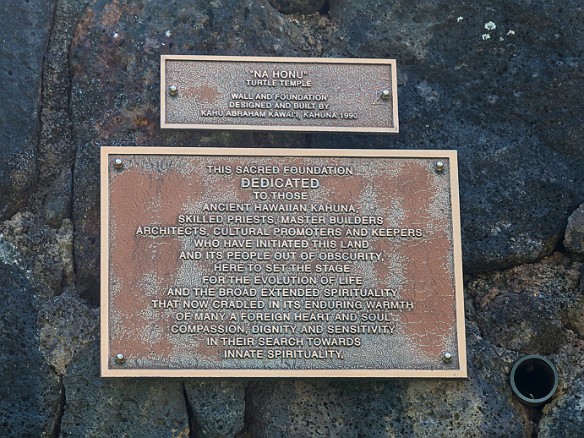 "NA HONU"
TURTLE TEMPLE
WALL AND FOUNDATION
DESIGNED AND BUILT BY
KAHU ABRAHAM KAWAI'I, KAHUNA 1990
THIS SACRED FOUNDATION
DEDICATED
TO THOSE
ANCIENT HAWAIIAN KAHUNA
SKILLED PRIESTS, MASTER BUILDERS
ARCHITECTS, CULTURAL PROMOTERS AND KEEPERS,
WHO HAVE INITIATED THIS LAND
AND ITS PEOPLE OUT OF OBSCURITY,
HERE TO SET THE STAGE
FOR THE EVOLUTION OF LIFE
AND THE BROAD EXTENDED SPIRITUALITY
THAT NOW CRADLED IN ITS ENDURING WARMTH
OF MANY A FOREIGN HEART AND SOUL
COMPASSION, DIGNITY AND SENSITIVITY
IN THEIR SEARCH TOWARDS
INNATE SPIRITUALITY.